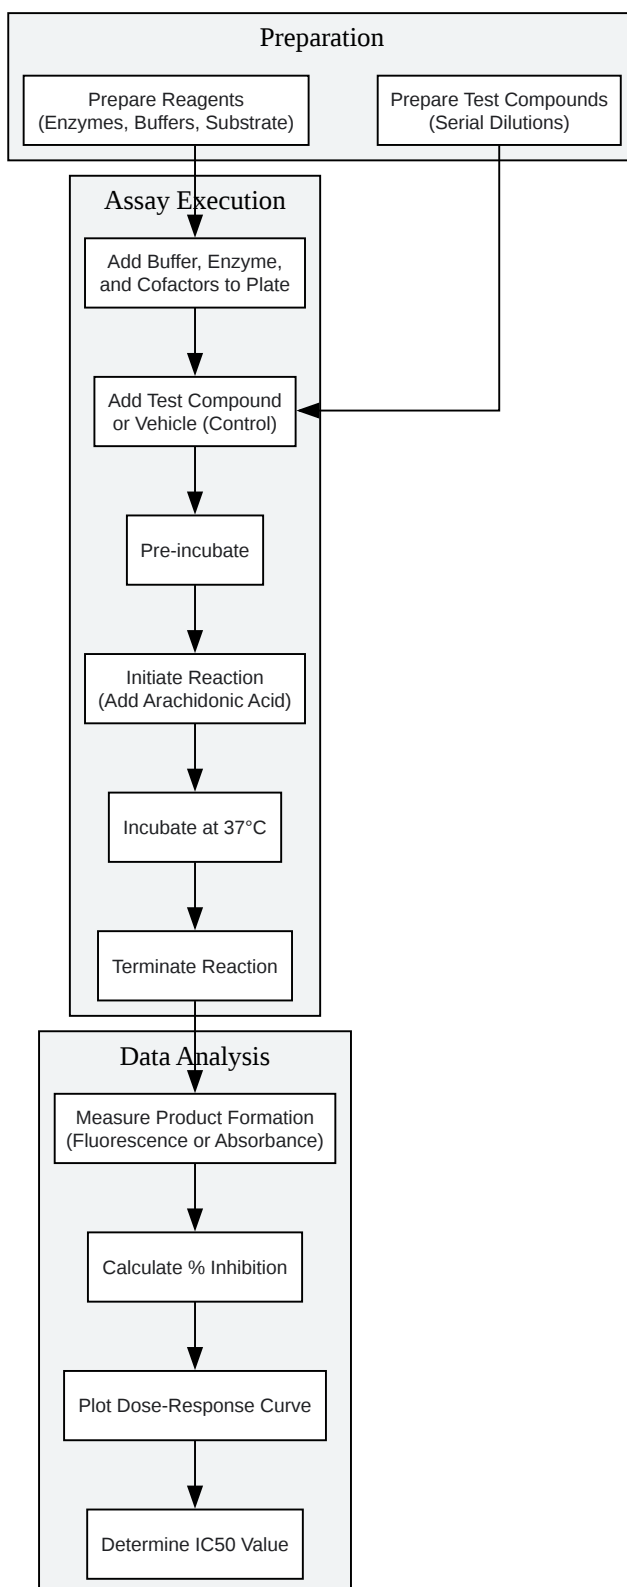 Preparation
Prepare Reagents
(Enzymes, Buffers, Substrate)
Prepare Test Compounds
(Serial Dilutions)
Assay Execution
Add Buffer, Enzyme,
and Cofactors to Plate
Add Test Compound
or Vehicle (Control)
Pre-incubate
Initiate Reaction
(Add Arachidonic Acid)
Incubate at 37°C
Terminate Reaction
Data Analysis
Measure Product Formation
(Fluorescence or Absorbance)
Calculate % Inhibition
Plot Dose-Response Curve
Determine IC50 Value